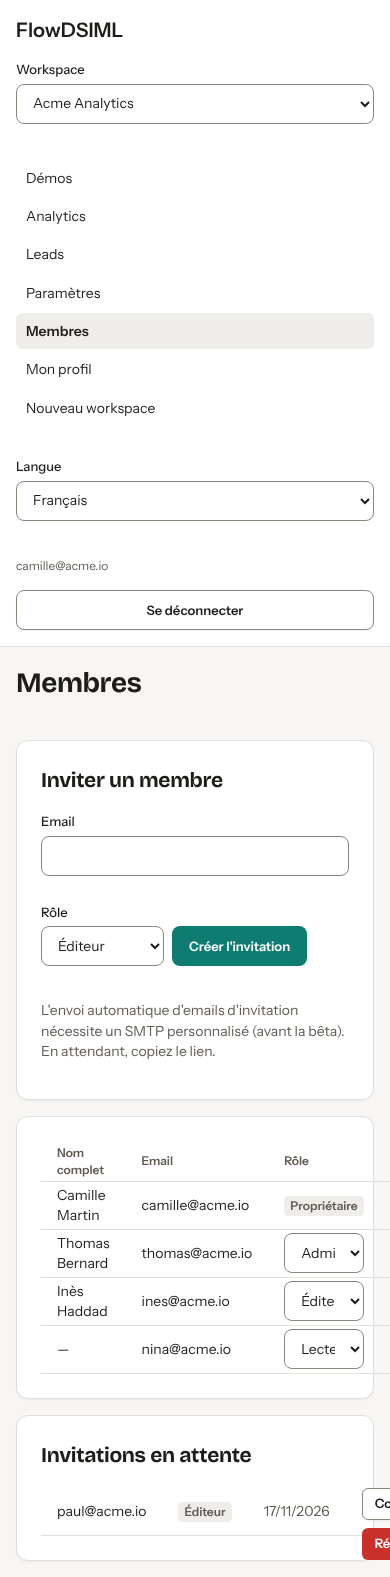 FlowDSIML
Workspace
Acme Analytics
Démos
Analytics
Leads
Paramètres
Membres
Mon profil
Nouveau workspace
Langue
Français
camille@acme.io
Se déconnecter
Membres
Inviter un membre
Email
Rôle
Éditeur
Créer l'invitation
L'envoi automatique d'emails d'invitation
nécessite un SMTP personnalisé (avant la bêta).
En attendant, copiez le lien.
Nom complet Email Rôle
Camille Martin camille@acme.io Propriétaire
Thomas Bernard thomas@acme.io Admi
Inès Haddad ines@acme.io Édite
— nina@acme.io Lecte
Invitations en attente
paul@acme.io Éditeur 17/11/2026 Co
Ré